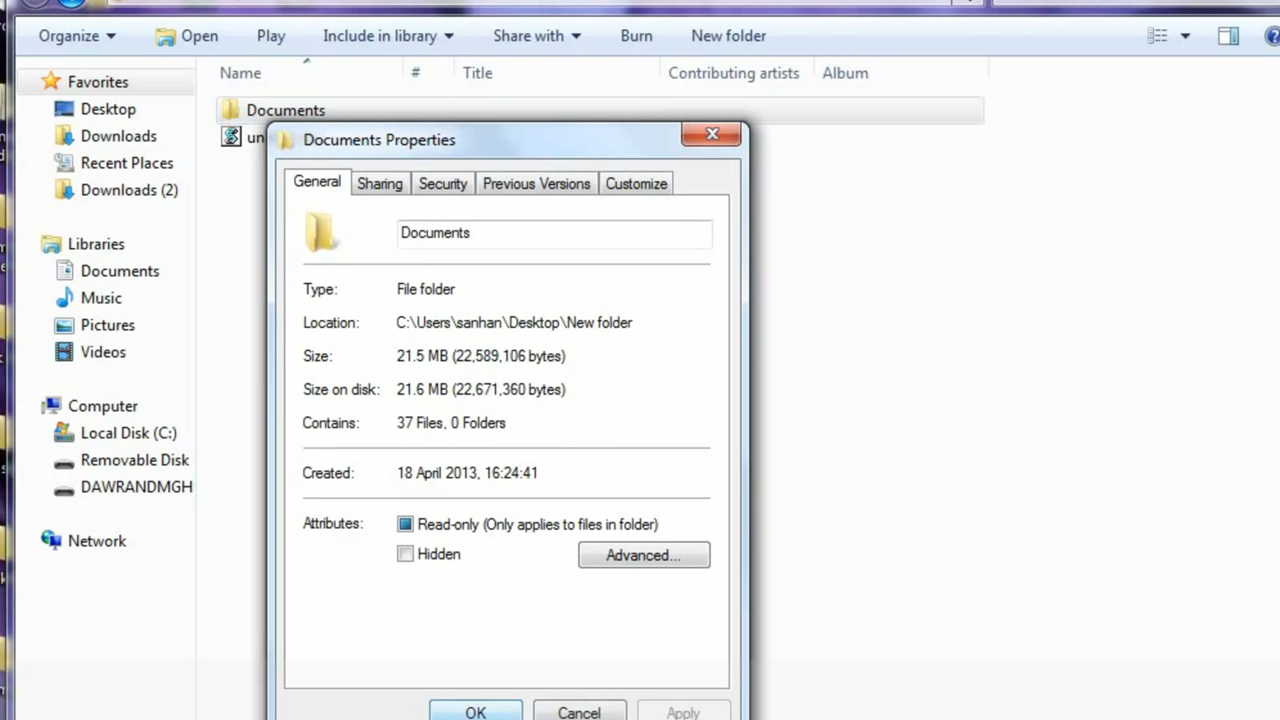 Organize Open Play Include in library Share with Burn New folder
Name # Title Contributing artists Album
Favorites
Desktop
Downloads
Recent Places
Downloads (2)
Libraries
Documents
Music
Pictures
Videos
Computer
Local Disk (C:)
Removable Disk
DAWRANDMGH
Network
Documents
un
Documents Properties
General Sharing Security Previous Versions Customize
Documents
Type: File folder
Location: C:\Users\sanhan\Desktop\New folder
Size: 21.5 MB (22,589,106 bytes)
Size on disk: 21.6 MB (22,671,360 bytes)
Contains: 37 Files, 0 Folders
Created: 18 April 2013, 16:24:41
Attributes: Read-only (Only applies to files in folder)
Hidden Advanced...
OK Cancel Apply